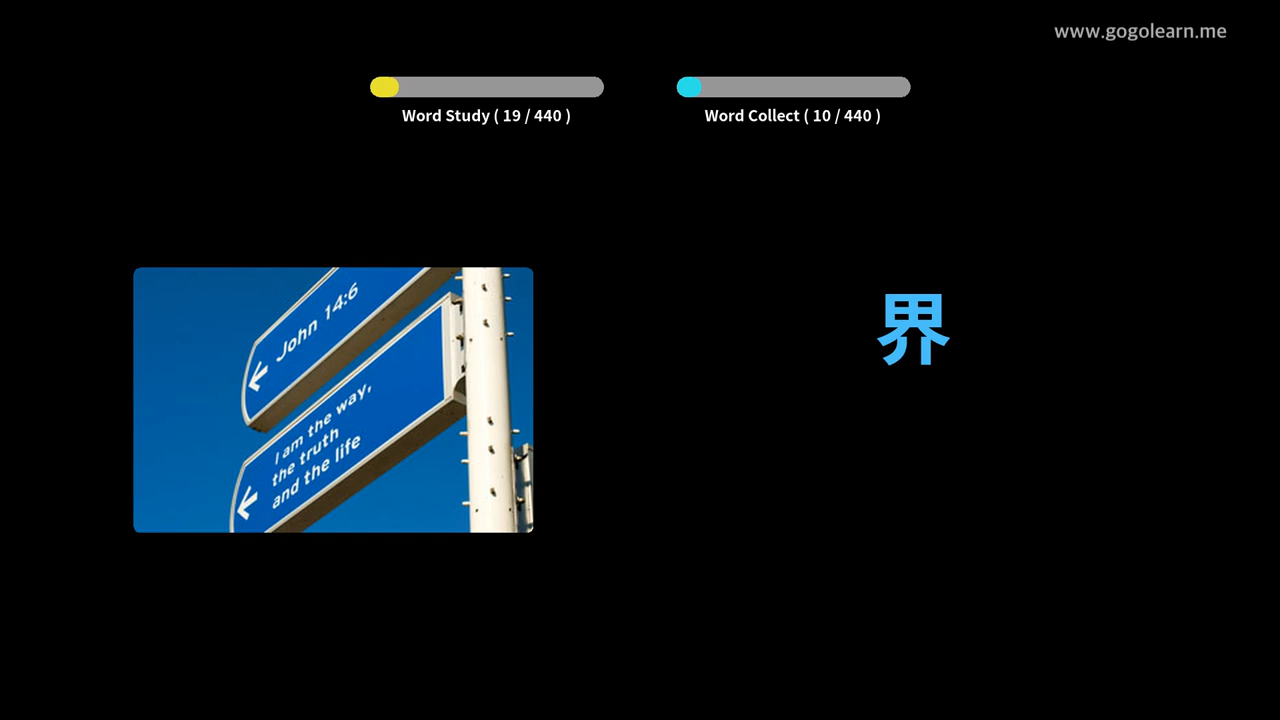 www.gogolearn.me
Word Study ( 19 / 440 )
Word Collect ( 10 / 440 )
John 14:6
I am the way,
the truth
and the life
界